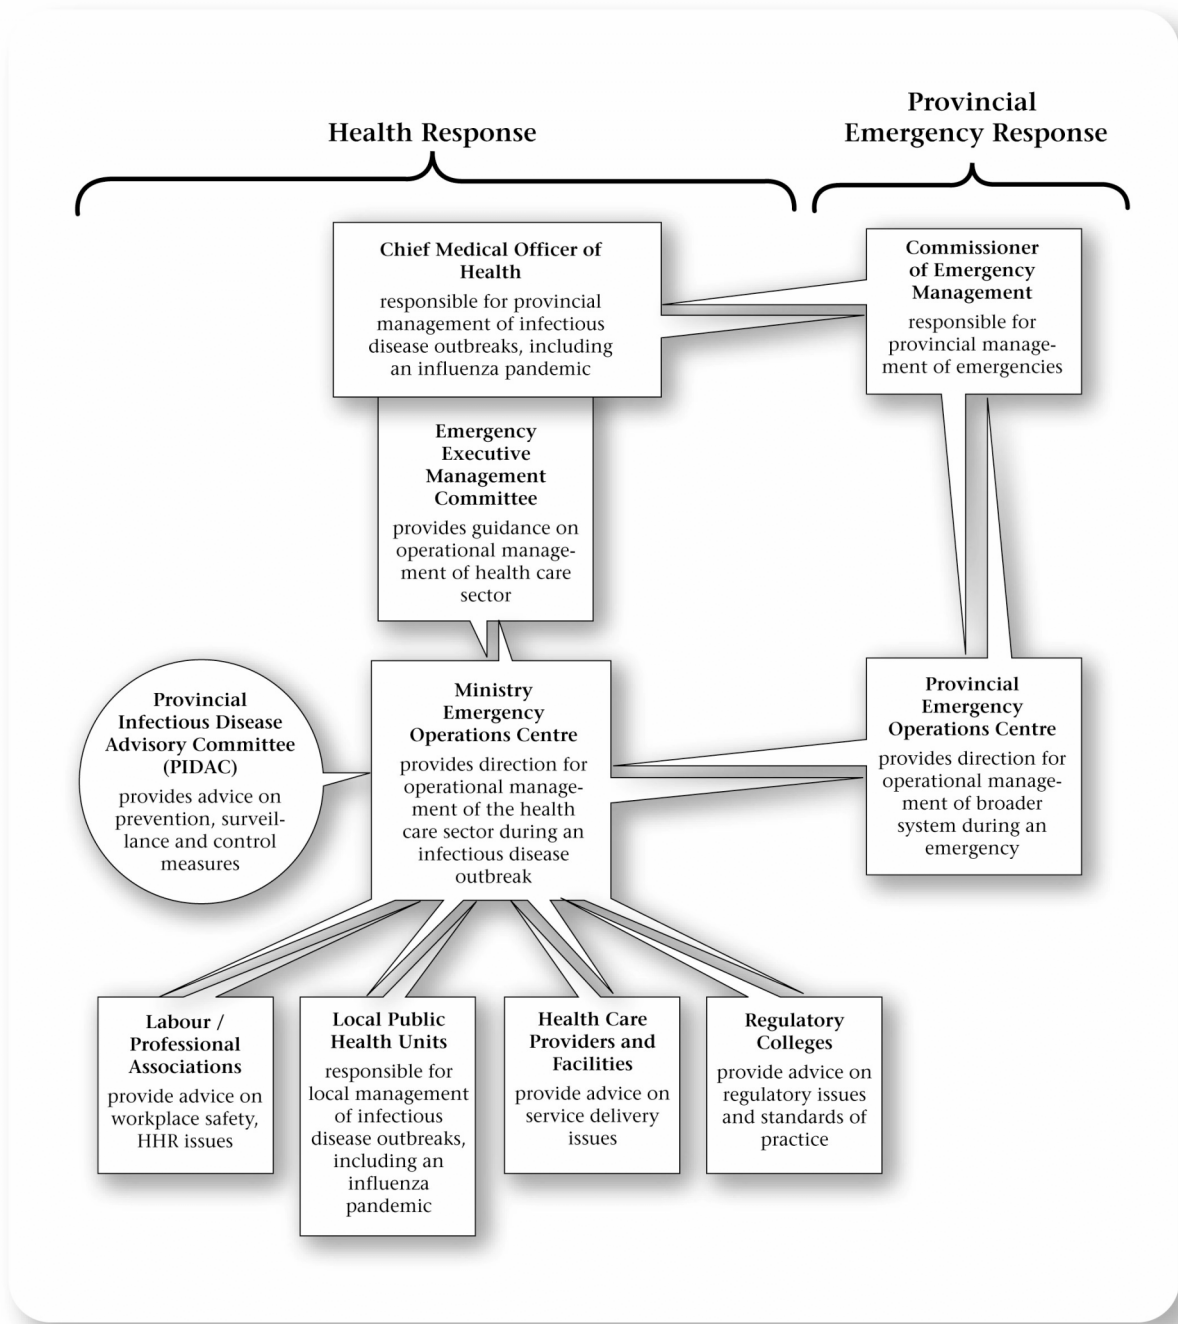 Health Response
Provincial
Emergency Response
Chief Medical Officer of
Health
responsible for provincial
management of infectious
disease outbreaks, including
an influenza pandemic
Commissioner
of Emergency
Management
responsible for
provincial manage-
ment of emergencies
Emergency
Executive
Management
Committee
provides guidance on
operational manage-
ment of health care
sector
Provincial
Infectious Disease
Advisory Committee
(PIDAC)
provides advice on
prevention, surveil-
lance and control
measures
Ministry
Emergency
Operations Centre
provides direction for
operational manage-
ment of the health
care sector during an
infectious disease
outbreak
Provincial
Emergency
Operations Centre
provides direction for
operational manage-
ment of broader
system during an
emergency
Labour /
Professional
Associations
provide advice on
workplace safety,
HHR issues
Local Public
Health Units
responsible for
local management
of infectious
disease outbreaks,
including an
influenza
pandemic
Health Care
Providers and
Facilities
provide advice on
service delivery
issues
Regulatory
Colleges
provide advice on
regulatory issues
and standards of
practice